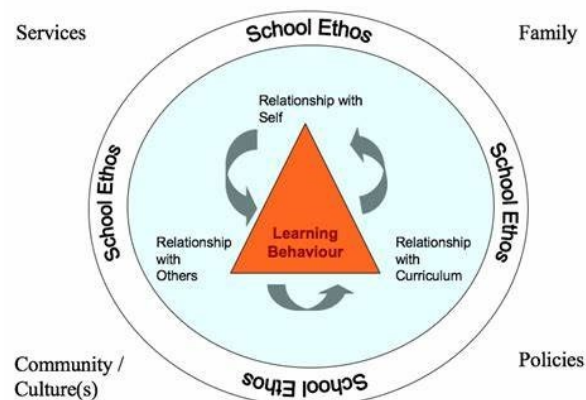 Services
School Ethos
Family
Relationship with
Self
School Ethos
School Ethos
Learning
Behaviour
Relationship
with
Others
Relationship
with
Curriculum
Community /
Culture(s)
School Ethos
Policies